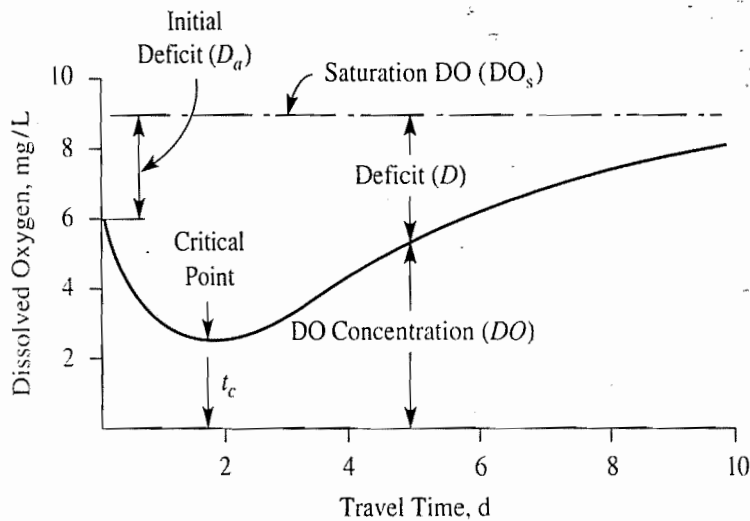 Initial
Deficit (Dₐ)
Saturation DO (DOₛ)
10
8
6
4
2
Dissolved Oxygen, mg/L
Deficit (D)
Critical
Point
DO Concentration (DO)
t_c
2
4
6
8
10
Travel Time, d